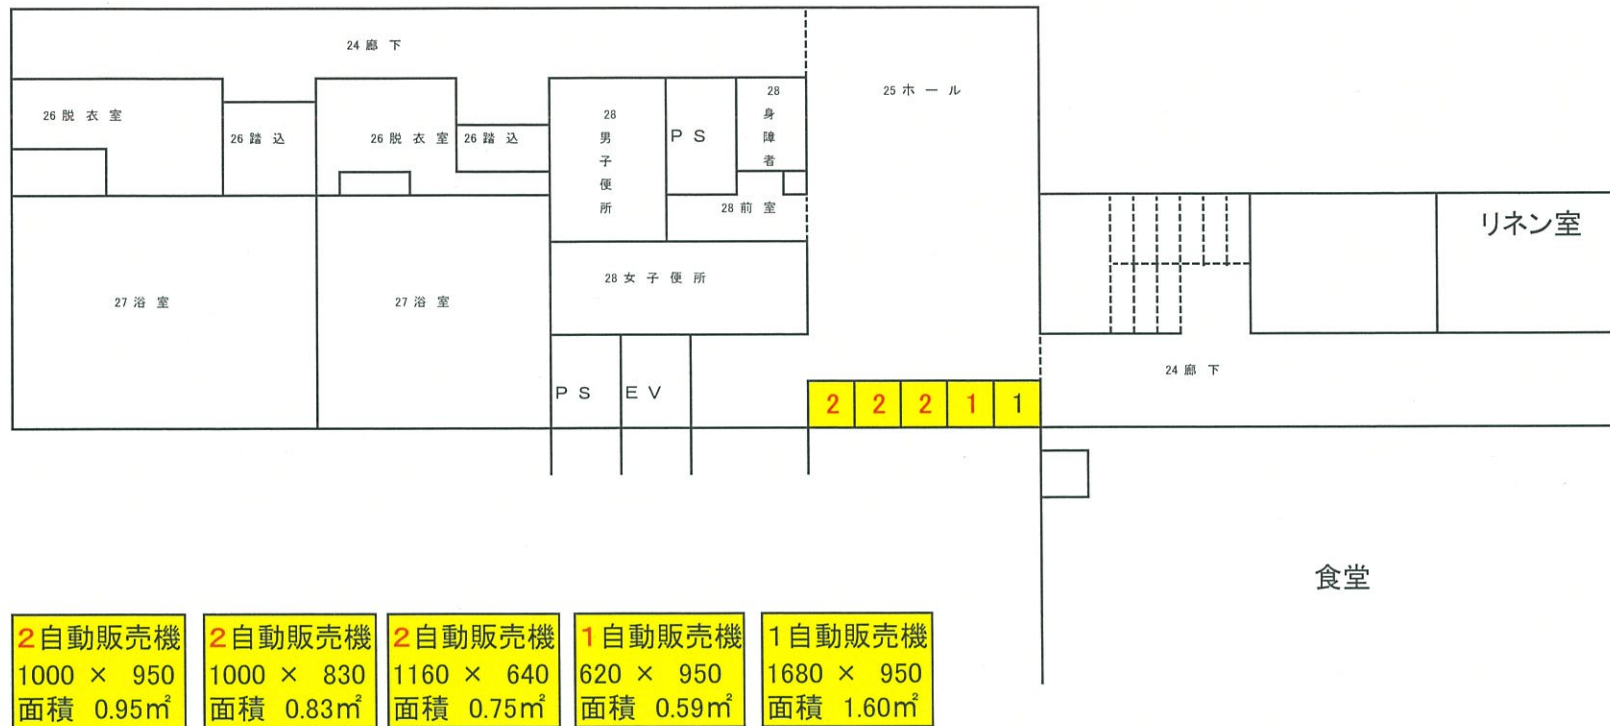 24 廊 下
25 ホ ー ル
26 脱 衣 室
26 踏 込
26 脱 衣 室
26 踏 込
28
男
子
便
所
P S
28
身
障
者
28 前 室
リネン室
28 女 子 便 所
27 浴 室
27 浴 室
24 廊 下
P S
E V
2 2 2 1 1
食堂
2自動販売機
1000 × 950
面積 0.95㎡
2自動販売機
1000 × 830
面積 0.83㎡
2自動販売機
1160 × 640
面積 0.75㎡
1自動販売機
620 × 950
面積 0.59㎡
1自動販売機
1680 × 950
面積 1.60㎡